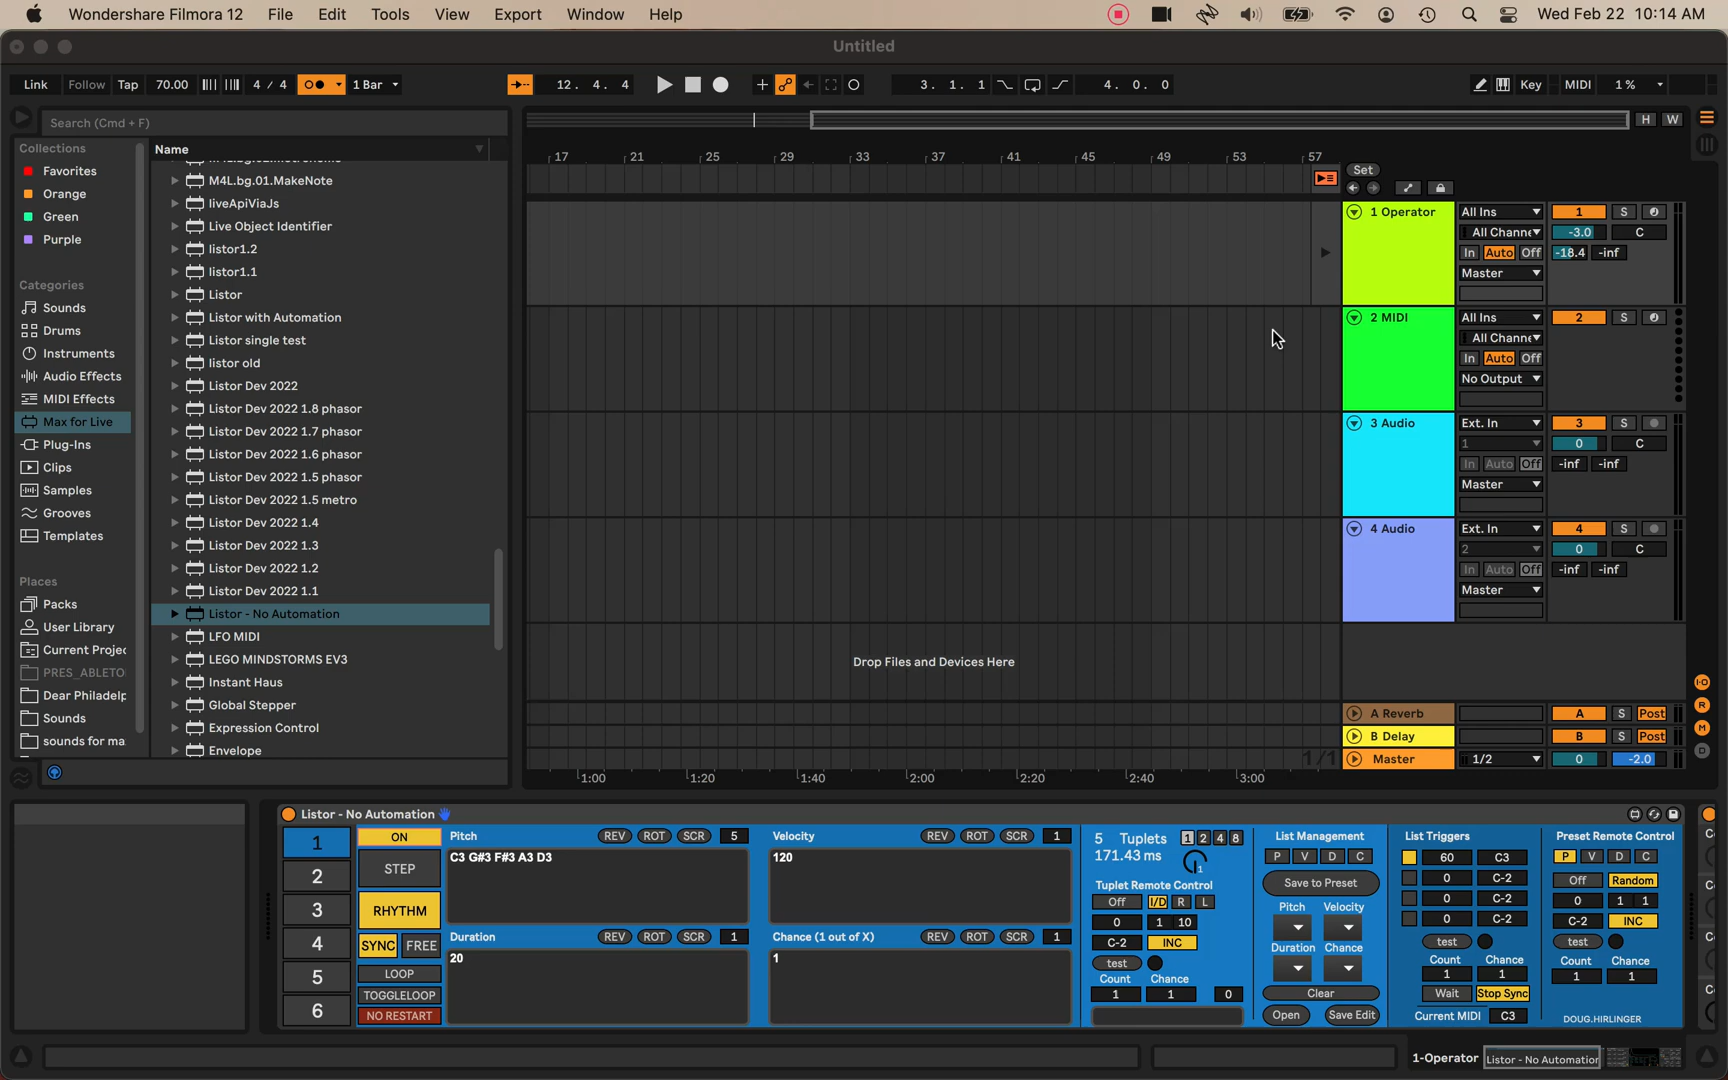 Wondershare Filmora 12 File Edit Tools View Export Window Help Wed Feb 22 10:14 AM
Untitled
Link Follow Tap 70.00 4 / 4 1 Bar 12. 4. 4 3. 1. 1 4. 0. 0 Key MIDI 1 %
Search (Cmd + F)
H W
Collections
Favorites
Orange
Green
Purple
Categories
Sounds
Drums
Instruments
Audio Effects
MIDI Effects
Max for Live
Plug-Ins
Clips
Samples
Grooves
Templates
Places
Packs
User Library
Current Projec
PRES_ABLETO
Dear Philadelp
Sounds
sounds for ma
Name
M4L.bg.01.MakeNote
liveApiViaJs
Live Object Identifier
listor1.2
listor1.1
Listor
Listor with Automation
Listor single test
listor old
Listor Dev 2022
Listor Dev 2022 1.8 phasor
Listor Dev 2022 1.7 phasor
Listor Dev 2022 1.6 phasor
Listor Dev 2022 1.5 phasor
Listor Dev 2022 1.5 metro
Listor Dev 2022 1.4
Listor Dev 2022 1.3
Listor Dev 2022 1.2
Listor Dev 2022 1.1
Listor - No Automation
LFO MIDI
LEGO MINDSTORMS EV3
Instant Haus
Global Stepper
Expression Control
Envelope
17 21 25 29 33 37 41 45 49 53 57
Set
1 Operator All Ins 1 S
All Channe -3.0 C
In Auto Off -18.4 -inf
Master
2 MIDI All Ins 2 S
All Channe
In Auto Off
No Output
3 Audio Ext. In 3 S
1 0 C
In Auto Off -inf -inf
Master
4 Audio Ext. In 4 S
2 0 C
In Auto Off -inf -inf
Master
Drop Files and Devices Here
A Reverb A S Post
B Delay B S Post
1/1
Master 1/2 0 -2.0
1:00 1:20 1:40 2:00 2:20 2:40 3:00
I·O
R
M
D
Listor - No Automation
1
2
3
4
5
6
ON
STEP
RHYTHM
SYNC FREE
LOOP
TOGGLELOOP
NO RESTART
Pitch REV ROT SCR 5
C3 G#3 F#3 A3 D3
Velocity REV ROT SCR 1
120
Duration REV ROT SCR 1
20
Chance (1 out of X) REV ROT SCR 1
1
5 Tuplets 1 2 4 8
171.43 ms 1
Tuplet Remote Control
Off I/D R L
0 1 10
C-2 INC
test
Count Chance
1 1 0
List Management
P V D C
Save to Preset
Pitch Velocity
Duration Chance
Clear
Open Save Edit
List Triggers
60 C3
0 C-2
0 C-2
0 C-2
test
Count Chance
1 1
Wait Stop Sync
Current MIDI C3
Preset Remote Control
P V D C
Off Random
0 1 1
C-2 INC
test
Count Chance
1 1
DOUG.HIRLINGER
1-Operator Listor - No Automation